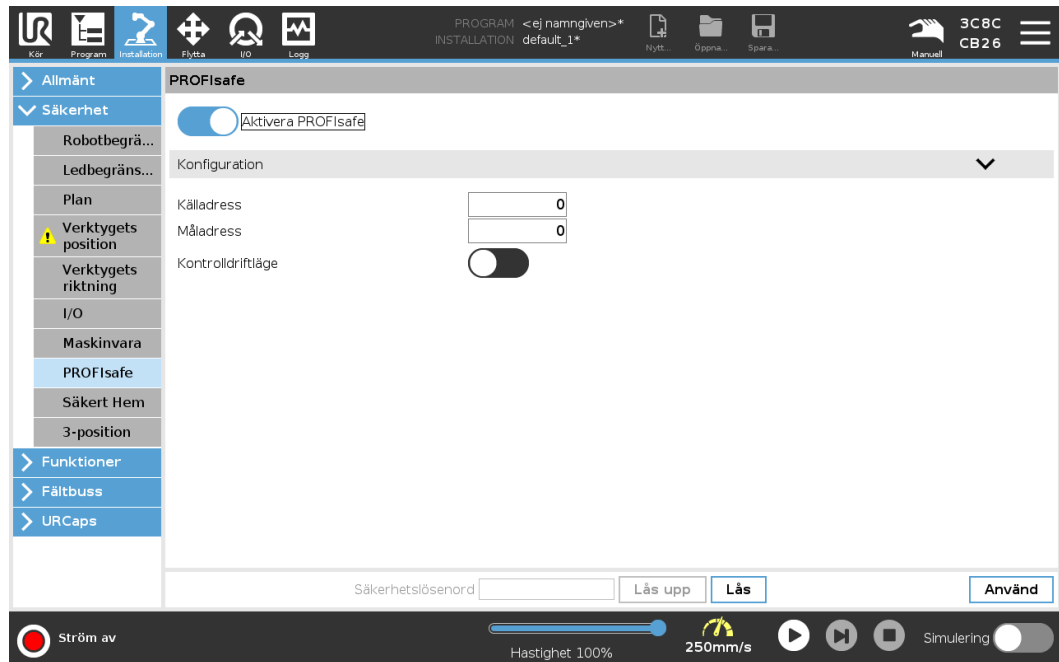 UR
PROGRAM <ej namngiven>*
INSTALLATION default_1*
Kör
Program
Installation
Flytta
I/O
Logg
Nytt...
Öppna...
Spara...
Manuell
3C8C
CB26
Allmänt
Säkerhet
Robotbegrä...
Ledbegräns...
Plan
Verktygets
position
Verktygets
riktning
I/O
Maskinvara
PROFIsafe
Säkert Hem
3-position
Funktioner
Fältbuss
URCaps
PROFIsafe
Aktivera PROFIsafe
Konfiguration
Källadress 0
Måladress 0
Kontrolldriftläge
Säkerhetslösenord
Lås upp
Lås
Använd
Ström av
Hastighet 100%
250mm/s
Simulering